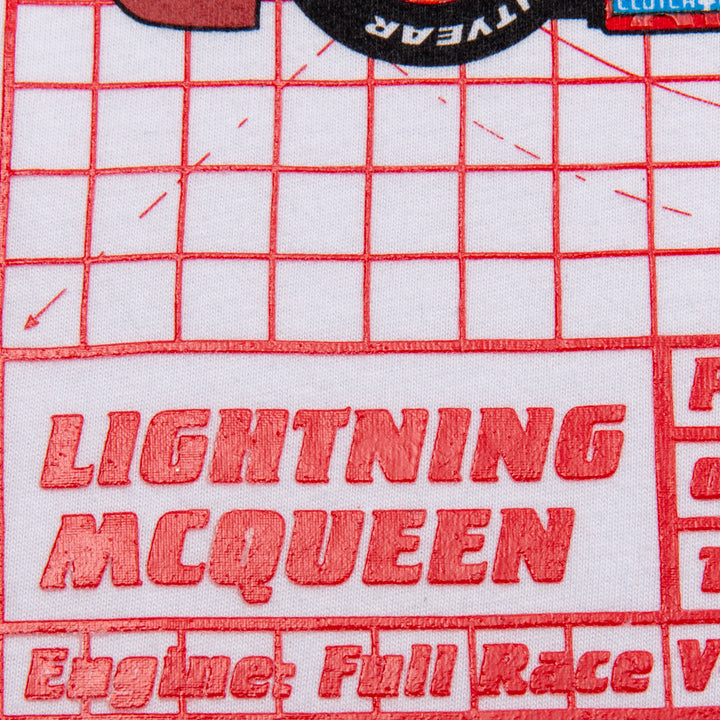 LIGHTNING
MCQUEEN
Engine: Full Race V